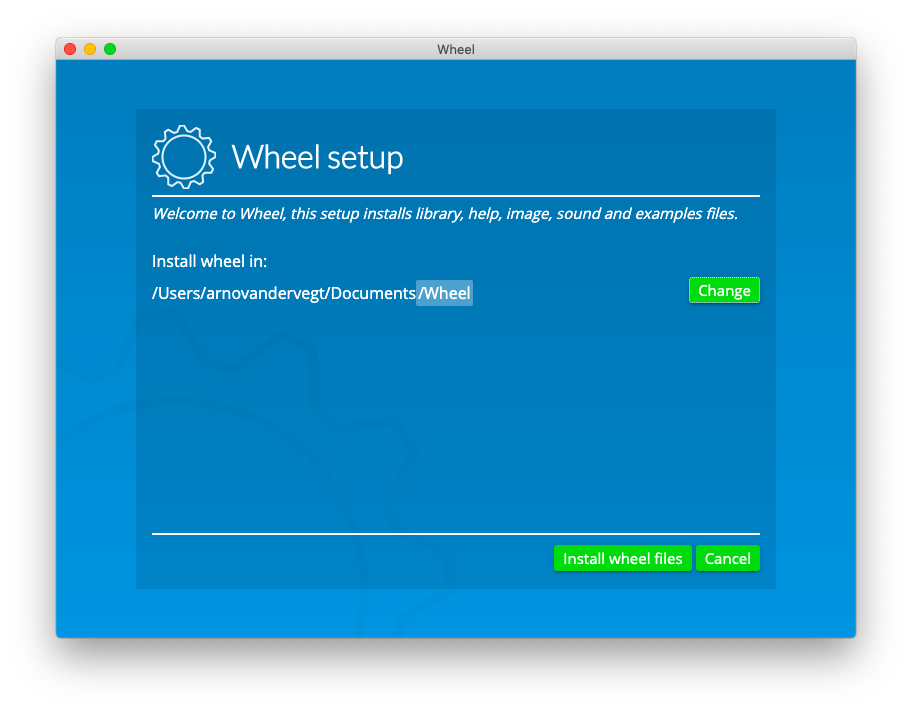 Wheel
Wheel setup
Welcome to Wheel, this setup installs library, help, image, sound and examples files.
Install wheel in:
/Users/arnovandervegt/Documents/Wheel
Change
Install wheel files
Cancel